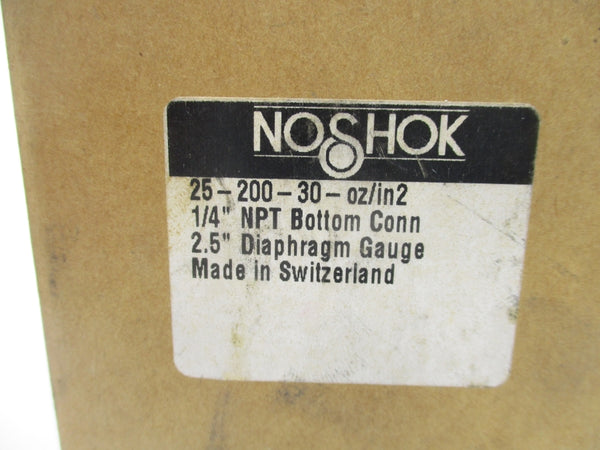 NOSHOK
25-200-30-oz/in2
1/4" NPT Bottom Conn
2.5" Diaphragm Gauge
Made in Switzerland